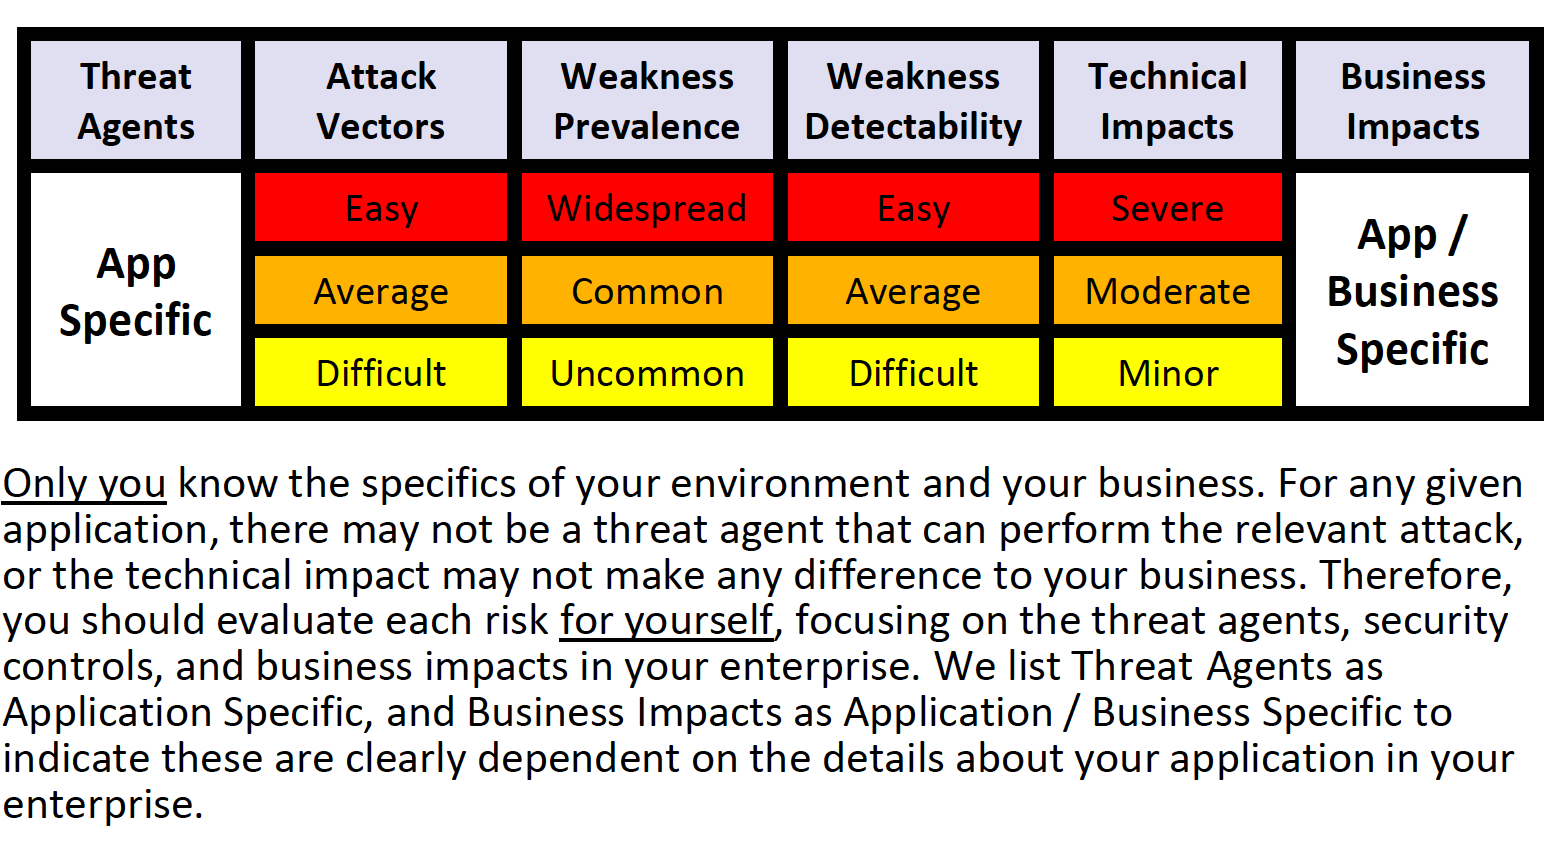 Threat Agents
Attack Vectors
Weakness Prevalence
Weakness Detectability
Technical Impacts
Business Impacts
App Specific
Easy
Widespread
Easy
Severe
App / Business Specific
Average
Common
Average
Moderate
Difficult
Uncommon
Difficult
Minor
Only you know the specifics of your environment and your business. For any given
application, there may not be a threat agent that can perform the relevant attack,
or the technical impact may not make any difference to your business. Therefore,
you should evaluate each risk for yourself, focusing on the threat agents, security
controls, and business impacts in your enterprise. We list Threat Agents as
Application Specific, and Business Impacts as Application / Business Specific to
indicate these are clearly dependent on the details about your application in your
enterprise.